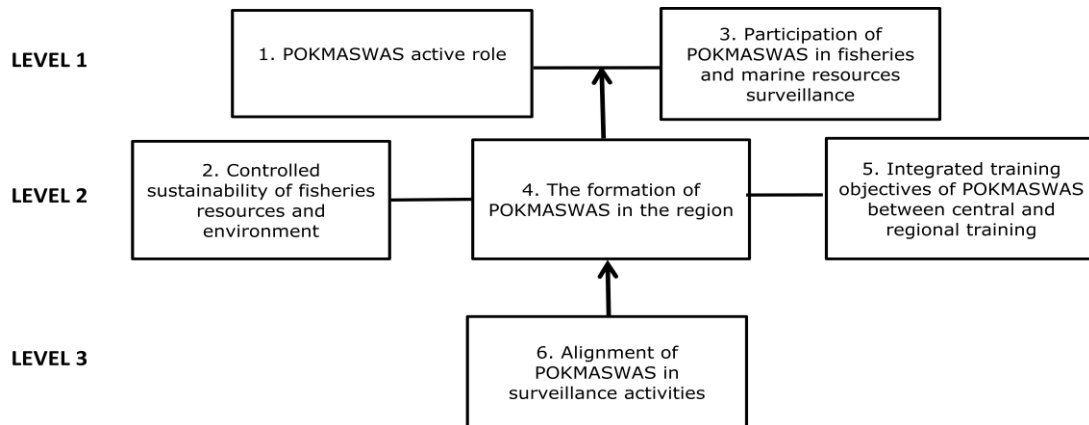 LEVEL 1
1. POKMASWAS active role
3. Participation of
POKMASWAS in fisheries
and marine resources
surveillance
LEVEL 2
2. Controlled
sustainability of fisheries
resources and
environment
4. The formation of
POKMASWAS in the region
5. Integrated training
objectives of POKMASWAS
between central and
regional training
LEVEL 3
6. Alignment of
POKMASWAS in
surveillance activities